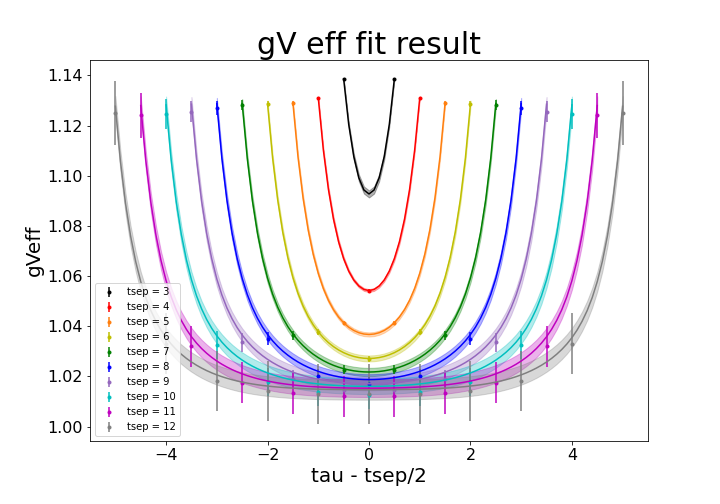 gV eff fit result
gVeff
1.14
1.12
1.10
1.08
1.06
1.04
1.02
1.00
tsep = 3
tsep = 4
tsep = 5
tsep = 6
tsep = 7
tsep = 8
tsep = 9
tsep = 10
tsep = 11
tsep = 12
−4 −2 0 2 4
tau - tsep/2